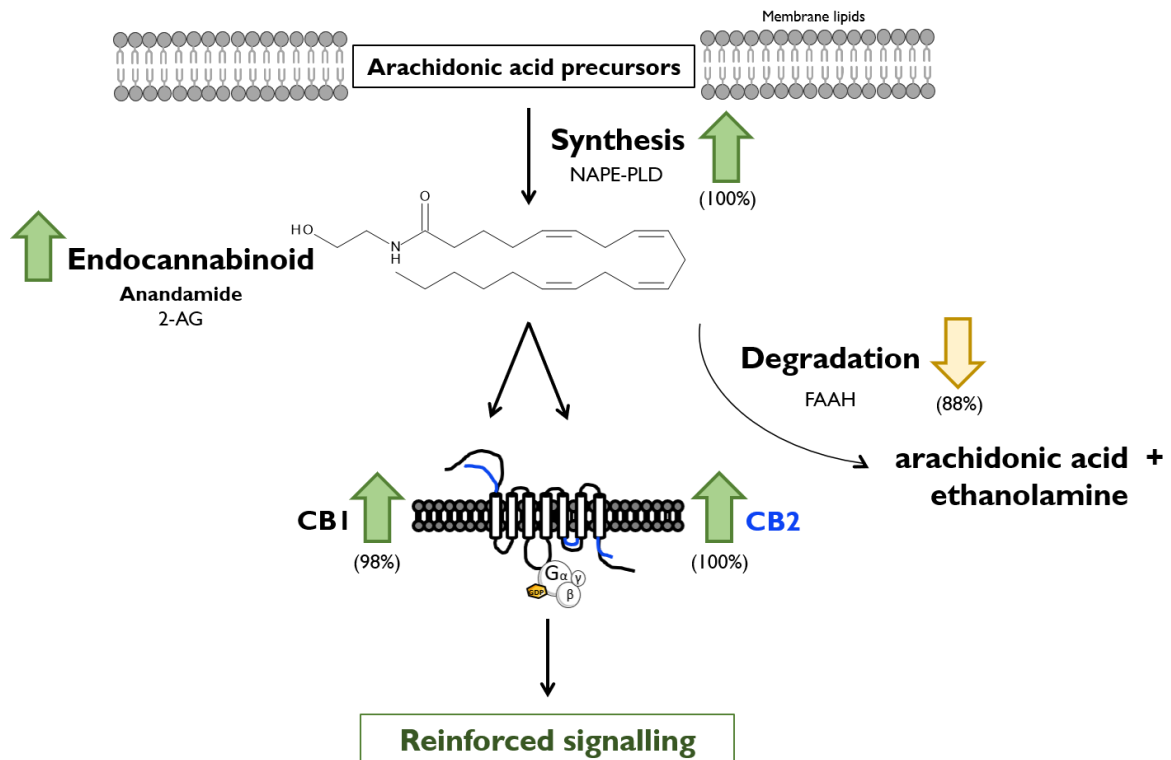 Membrane lipids
Arachidonic acid precursors
Synthesis
NAPE-PLD
(100%)
O
HO
N
H
Endocannabinoid
Anandamide
2-AG
Degradation
FAAH
(88%)
arachidonic acid +
ethanolamine
CB1
(98%)
CB2
(100%)
Gα
γ
β
GDP
Reinforced signalling